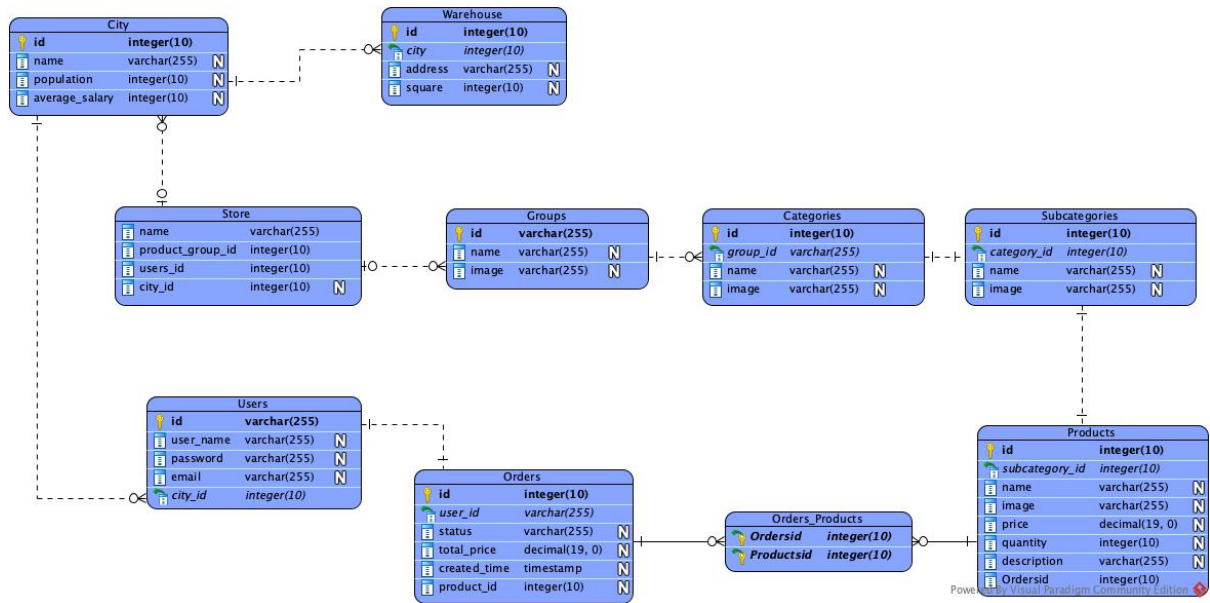 City
id integer(10)
name varchar(255) N
population integer(10) N
average_salary integer(10) N
Warehouse
id integer(10)
city integer(10)
address varchar(255) N
square integer(10) N
Store
name varchar(255)
product_group_id integer(10)
users_id integer(10)
city_id integer(10) N
Groups
id varchar(255)
name varchar(255) N
image varchar(255) N
Categories
id integer(10)
group_id varchar(255)
name varchar(255) N
image varchar(255) N
Subcategories
id integer(10)
category_id integer(10)
name varchar(255) N
image varchar(255) N
Users
id varchar(255)
user_name varchar(255) N
password varchar(255) N
email varchar(255) N
city_id integer(10)
Orders
id integer(10)
user_id varchar(255)
status varchar(255) N
total_price decimal(19, 0) N
created_time timestamp N
product_id integer(10) N
Orders_Products
Ordersid integer(10)
Productsid integer(10)
Products
id integer(10)
subcategory_id integer(10)
name varchar(255) N
image varchar(255) N
price decimal(19, 0) N
quantity integer(10) N
description varchar(255) N
Ordersid integer(10)
Powered By Visual Paradigm Community Edition